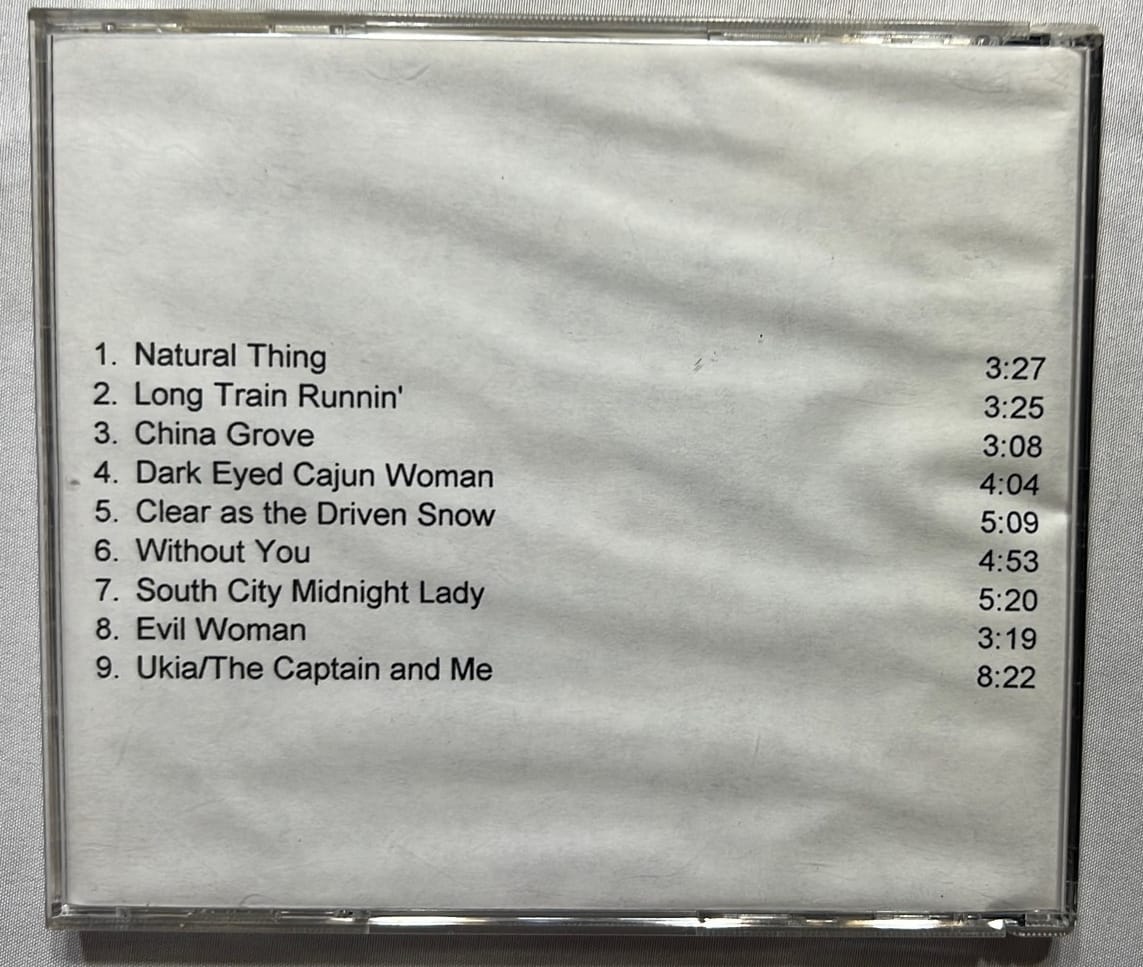 1. Natural Thing 3:27
2. Long Train Runnin' 3:25
3. China Grove 3:08
4. Dark Eyed Cajun Woman 4:04
5. Clear as the Driven Snow 5:09
6. Without You 4:53
7. South City Midnight Lady 5:20
8. Evil Woman 3:19
9. Ukia/The Captain and Me 8:22